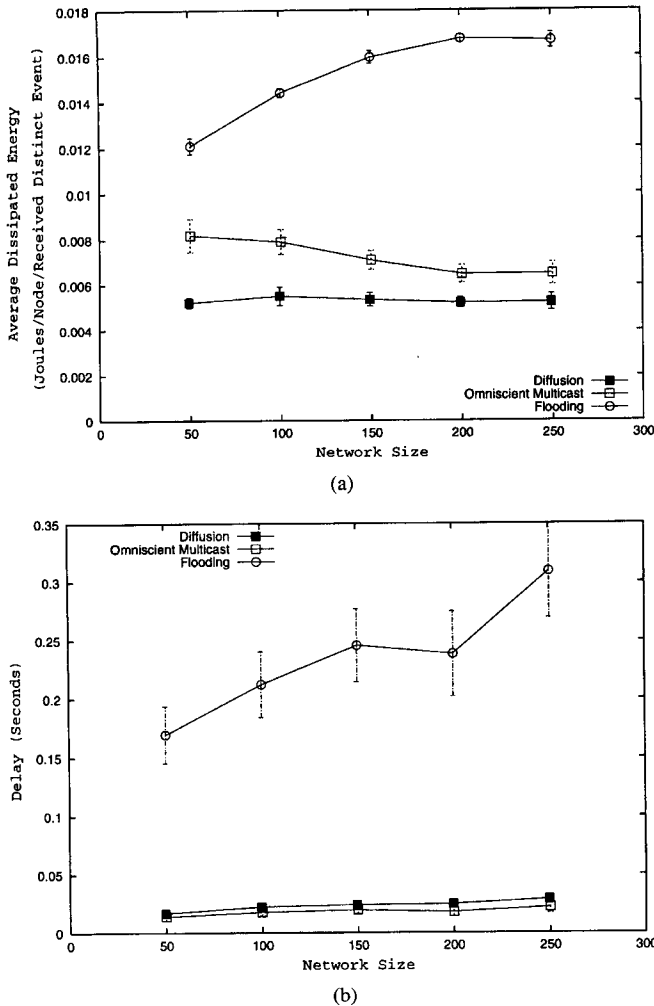 0.018
0.016
0.014
0.012
0.01
0.008
0.006
0.004
0.002
0
Average Dissipated Energy
(Joules/Node/Received Distinct Event)
Diffusion
Omniscient Multicast
Flooding
0 50 100 150 200 250 300
Network Size
(a)
0.35
0.3
0.25
0.2
0.15
0.1
0.05
0
Delay (Seconds)
Diffusion
Omniscient Multicast
Flooding
0 50 100 150 200 250 300
Network Size
(b)